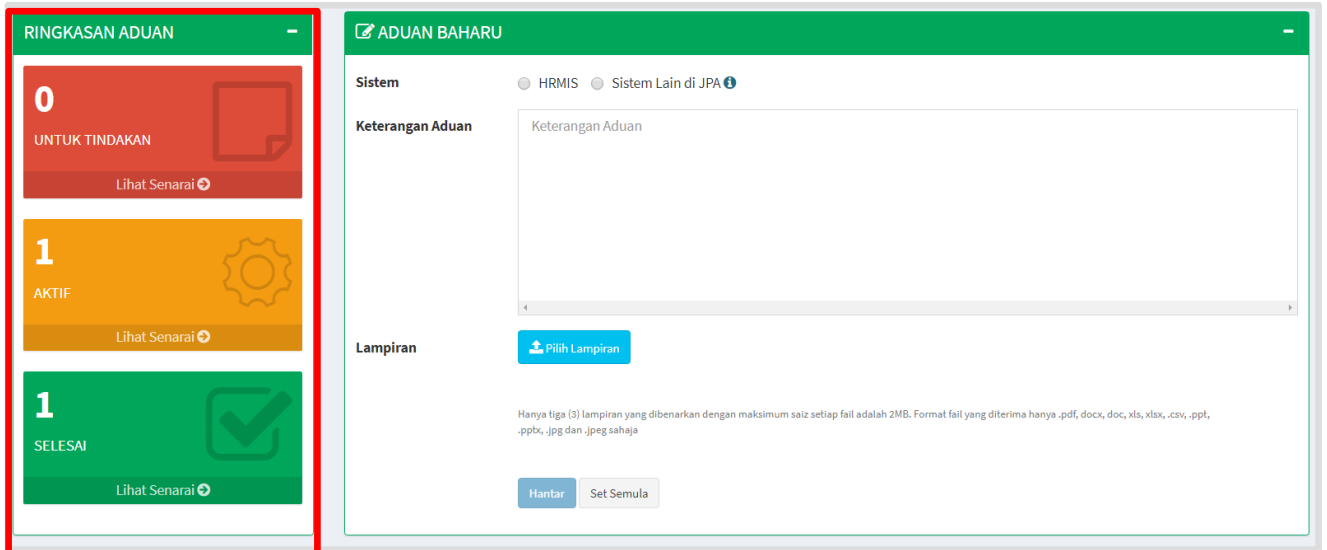 RINGKASAN ADUAN
0
UNTUK TINDAKAN
Lihat Senarai
1
AKTIF
Lihat Senarai
1
SELESAI
Lihat Senarai
ADUAN BAHARU
Sistem
HRMIS Sistem Lain di JPA
Keterangan Aduan
Keterangan Aduan
Lampiran
Pilih Lampiran
Hanya tiga (3) lampiran yang dibenarkan dengan maksimum saiz setiap fail adalah 2MB. Format fail yang diterima hanya .pdf, docx, doc, xls, xlsx, .csv, .ppt,
.pptx, .jpg dan .jpeg sahaja
Hantar Set Semula